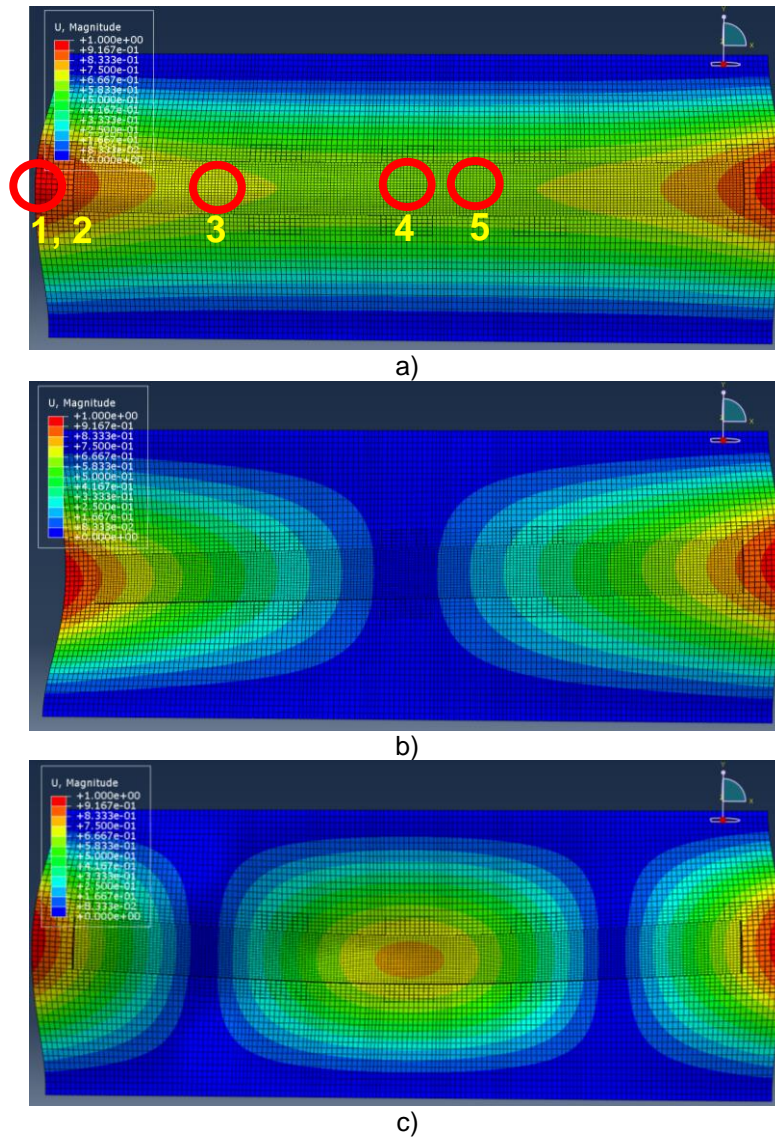 U, Magnitude
+1.000e+00
+9.167e-01
+8.333e-01
+7.500e-01
+6.667e-01
+5.833e-01
+5.000e-01
+4.167e-01
+3.333e-01
+2.500e-01
+1.667e-01
+8.333e-02
+0.000e+00
Y
X
1, 2
3
4
5
a)
U, Magnitude
+1.000e+00
+9.167e-01
+8.333e-01
+7.500e-01
+6.667e-01
+5.833e-01
+5.000e-01
+4.167e-01
+3.333e-01
+2.500e-01
+1.667e-01
+8.333e-02
+0.000e+00
Y
X
b)
U, Magnitude
+1.000e+00
+9.167e-01
+8.333e-01
+7.500e-01
+6.667e-01
+5.833e-01
+5.000e-01
+4.167e-01
+3.333e-01
+2.500e-01
+1.667e-01
+8.333e-02
+0.000e+00
Y
X
c)